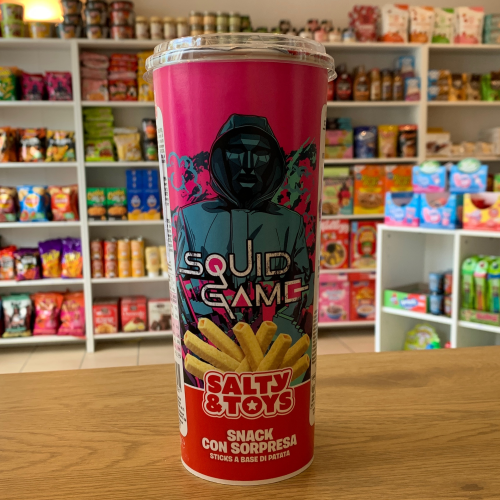 SQUID
GAME
SALTY
&TOYS
SNACK
CON SORPRESA
STICKS A BASE DI PATATA